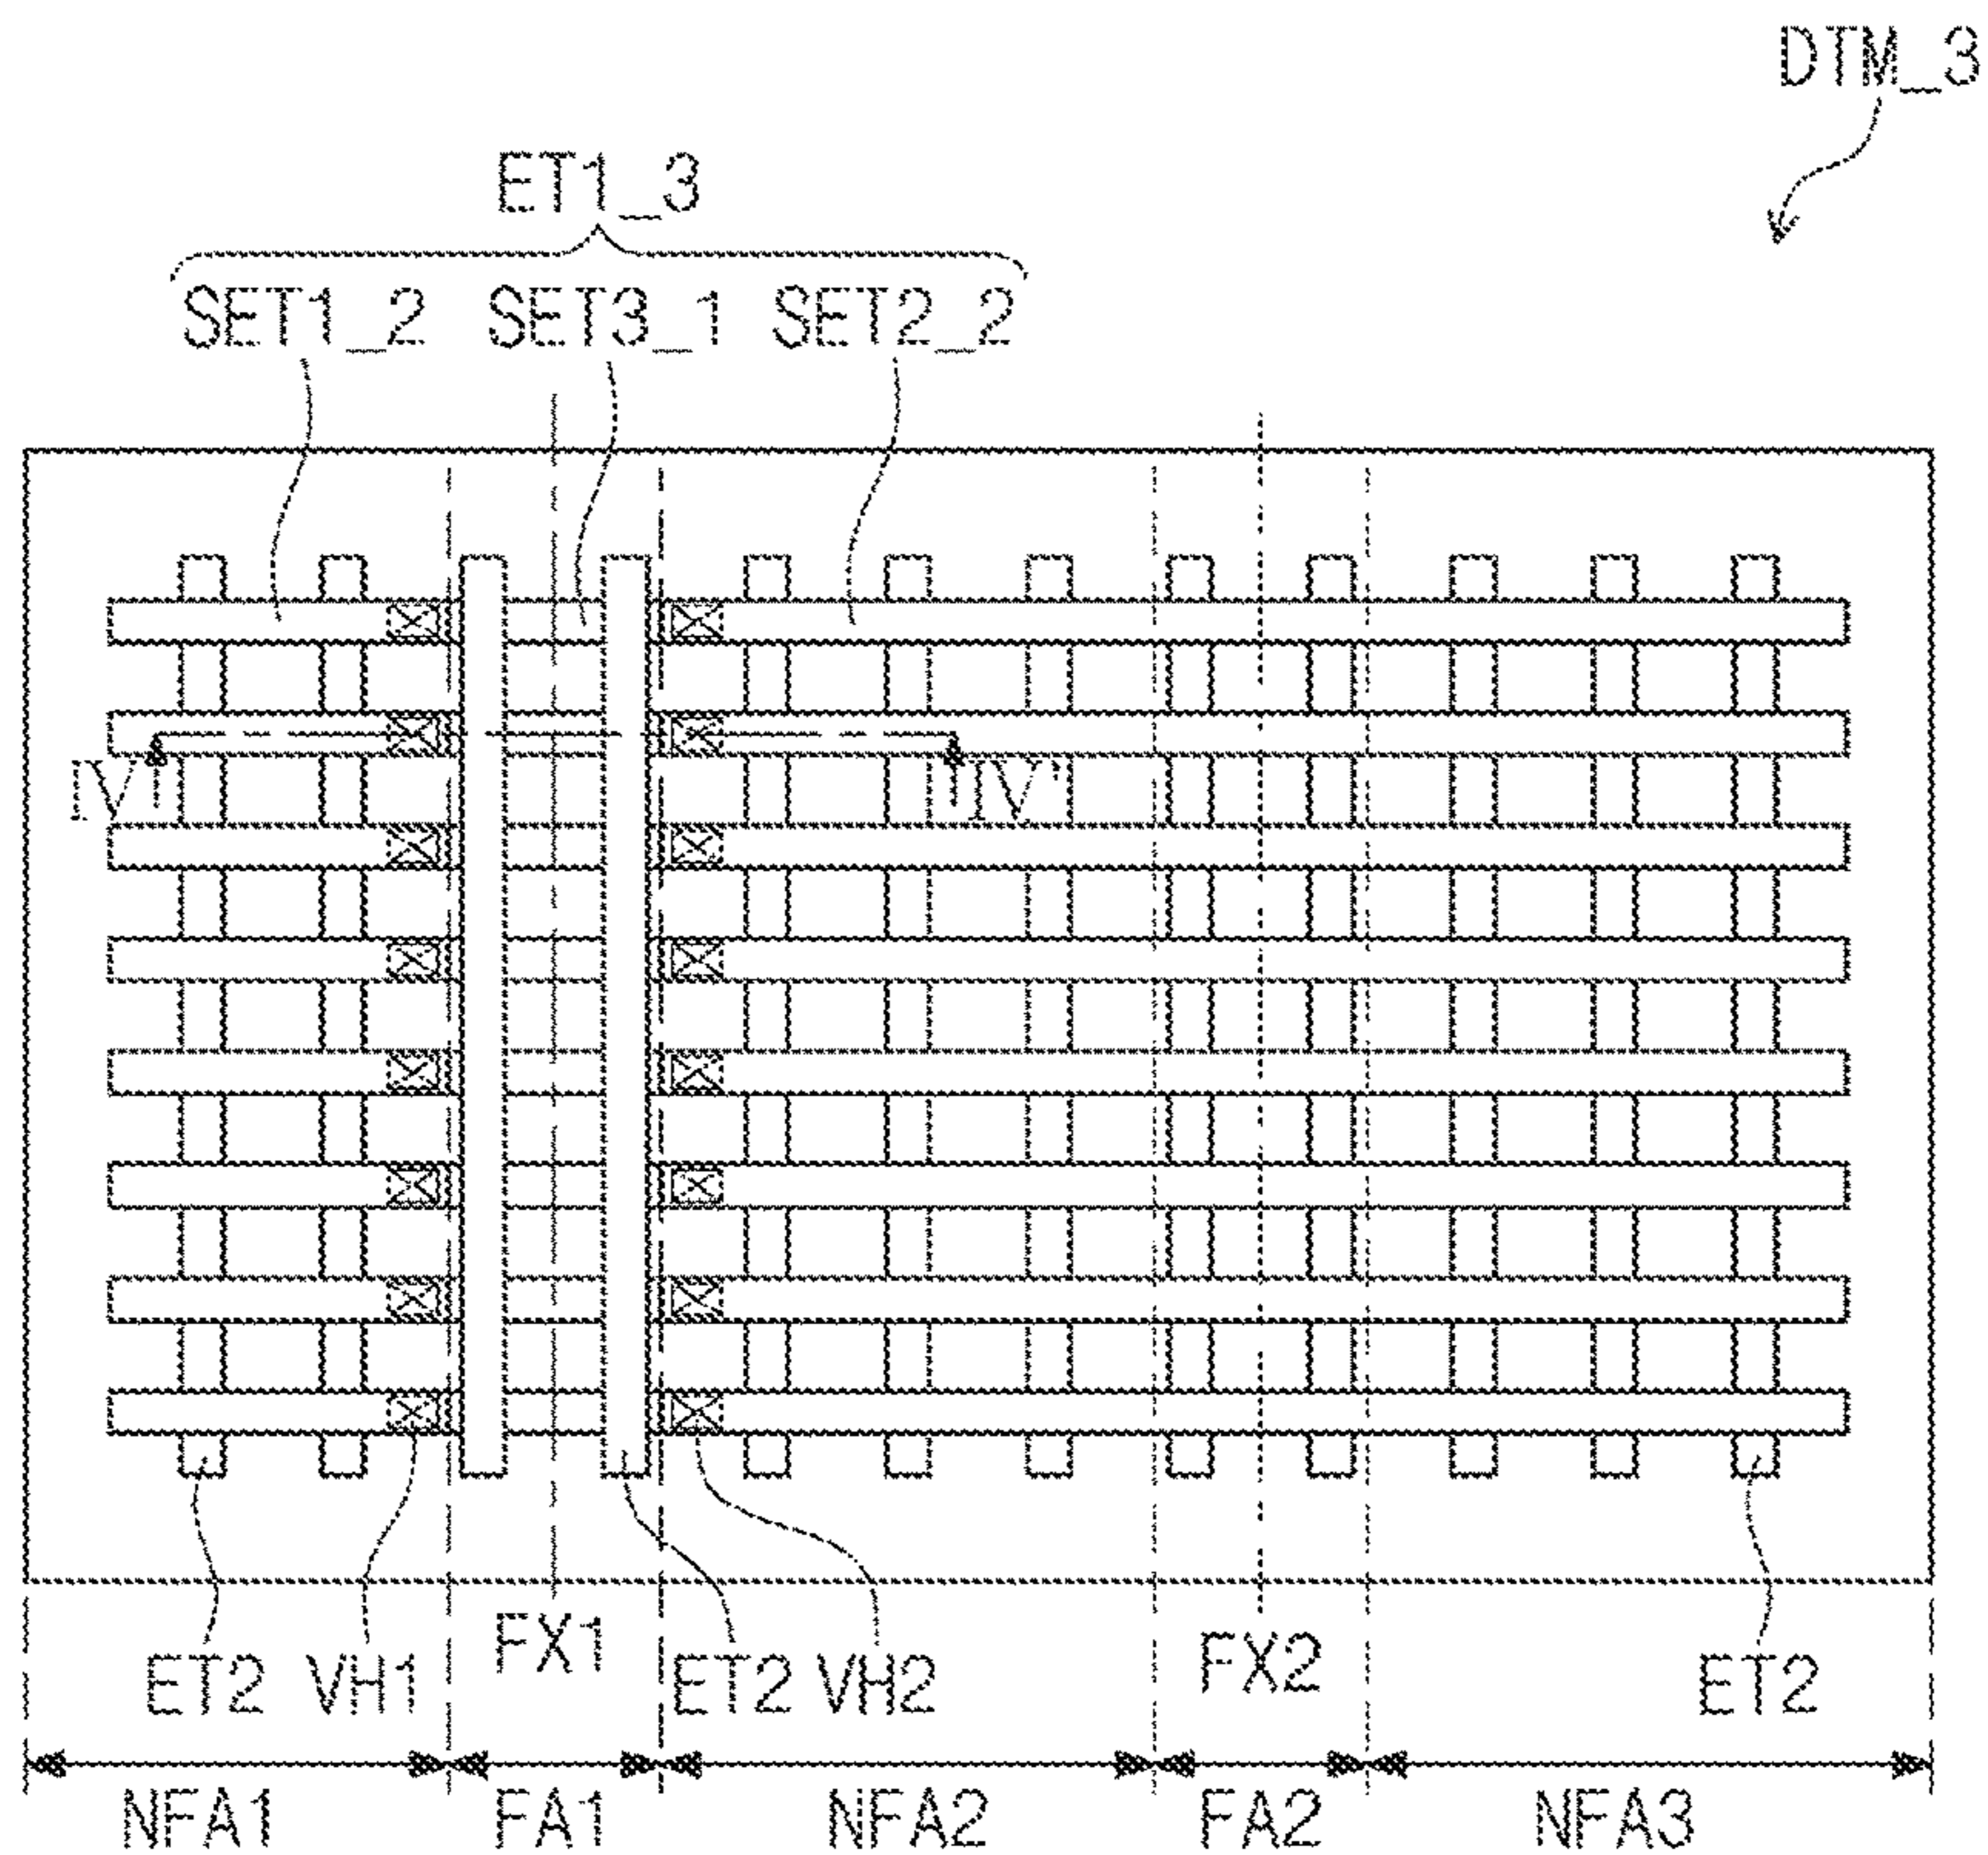 DTM_3
ET1_3
SET1_2 SET3_1 SET2_2
IV IV'
ET2 VH1 FX1 ET2 VH2 FX2 ET2
NFA1 FA1 NFA2 FA2 NFA3